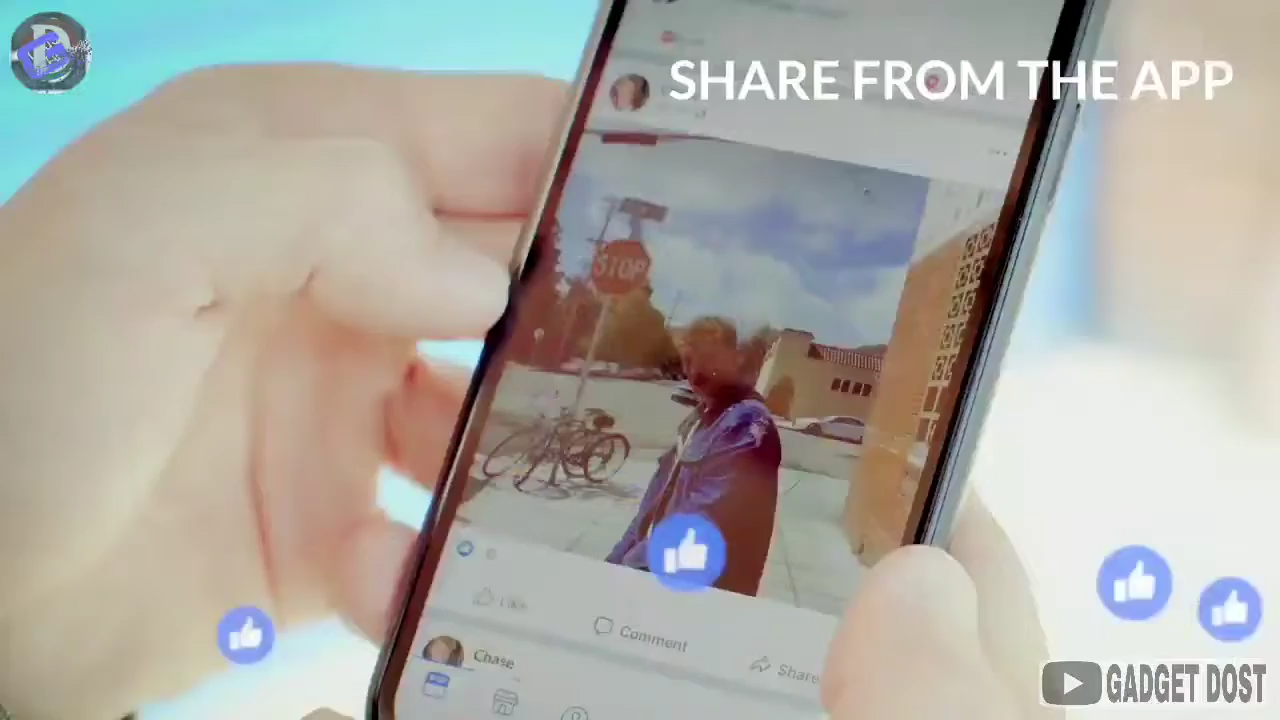 SHARE FROM THE APP
STOP
Like
Comment
Share
Chase
GADGET DOST